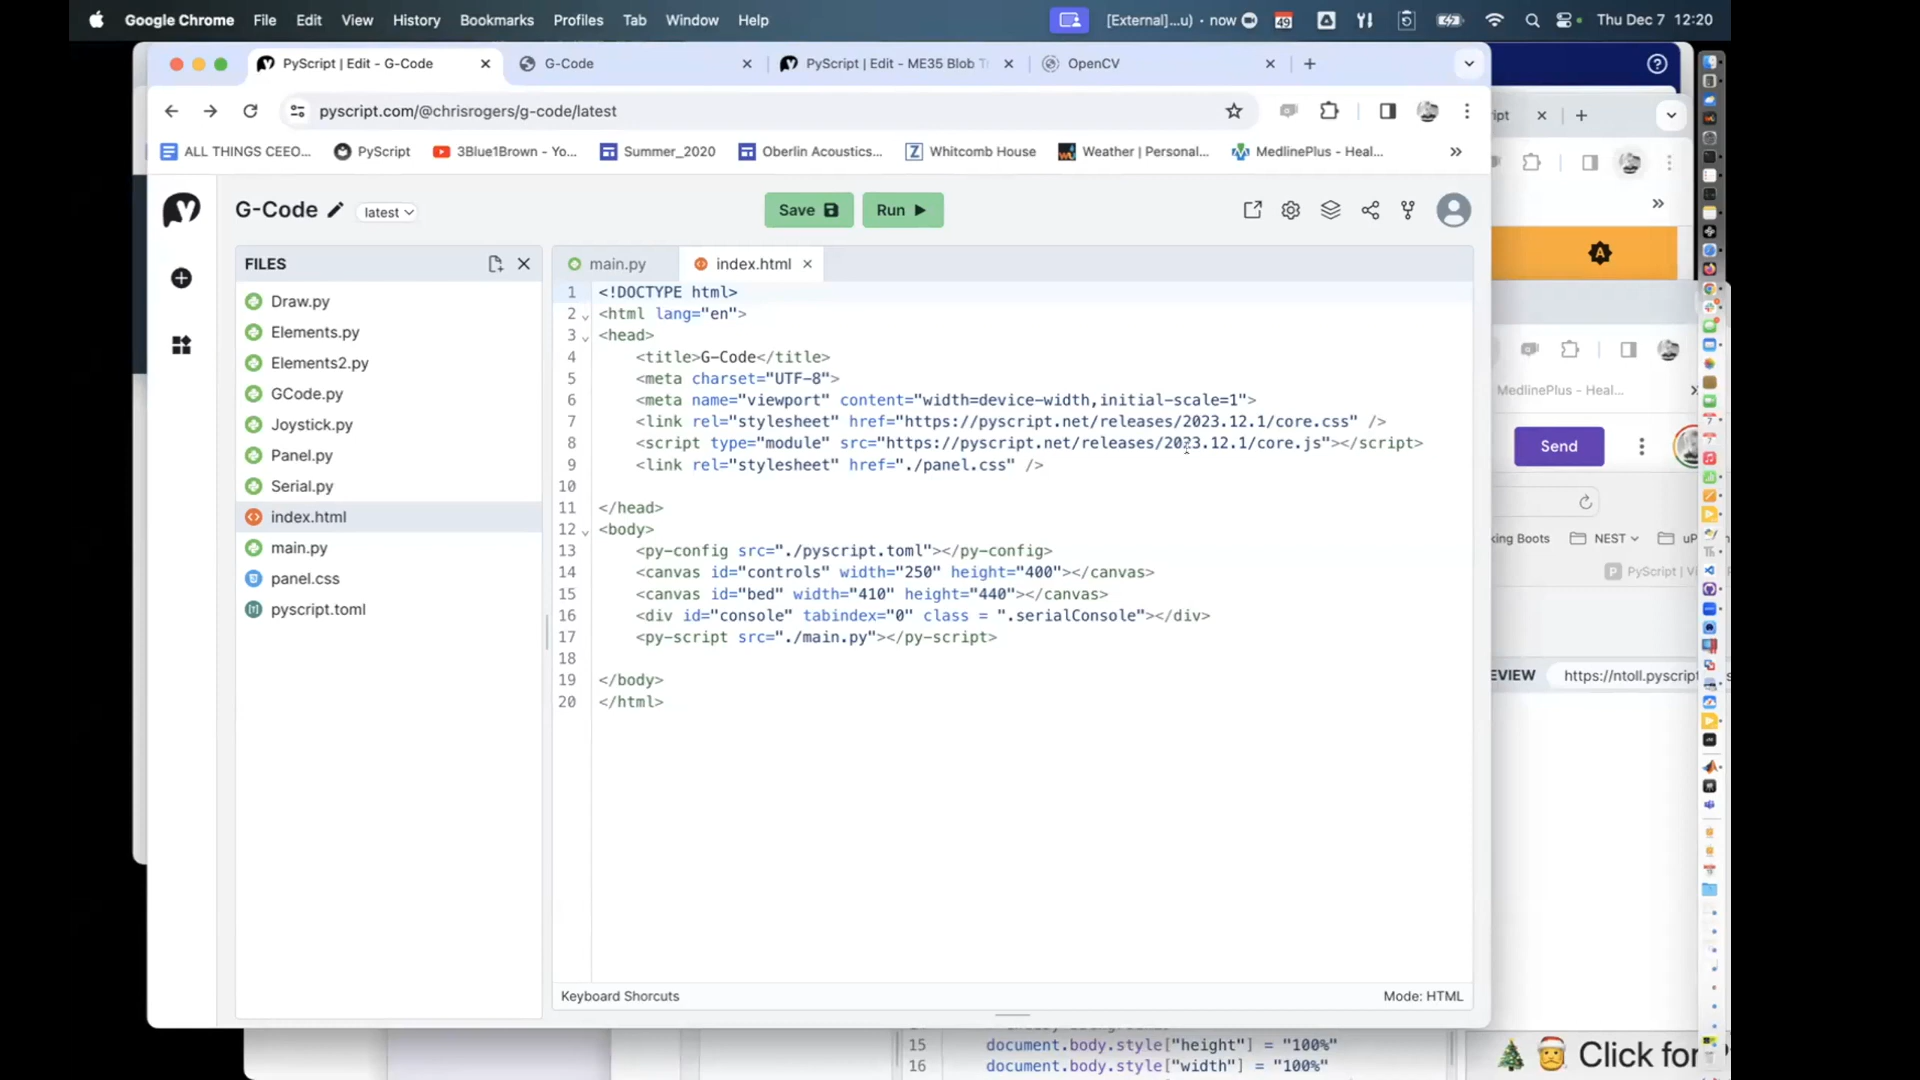 Google Chrome File Edit View History Bookmarks Profiles Tab Window Help [External]...u) • now 49 Thu Dec 7 12:20
PyScript | Edit - G-Code
G-Code
PyScript | Edit - ME35 Blob T
OpenCV
pyscript.com/@chrisrogers/g-code/latest
ALL THINGS CEEO...
PyScript
3Blue1Brown - Yo...
Summer_2020
Oberlin Acoustics...
Whitcomb House
Weather | Personal...
MedlinePlus - Heal...
»
G-Code
latest
Save
Run
FILES
Draw.py
Elements.py
Elements2.py
GCode.py
Joystick.py
Panel.py
Serial.py
index.html
main.py
panel.css
pyscript.toml
main.py
index.html
1 <!DOCTYPE html>
2 <html lang="en">
3 <head>
4 <title>G-Code</title>
5 <meta charset="UTF-8">
6 <meta name="viewport" content="width=device-width,initial-scale=1">
7 <link rel="stylesheet" href="https://pyscript.net/releases/2023.12.1/core.css" />
8 <script type="module" src="https://pyscript.net/releases/2023.12.1/core.js"></script>
9 <link rel="stylesheet" href="./panel.css" />
10
11 </head>
12 <body>
13 <py-config src="./pyscript.toml"></py-config>
14 <canvas id="controls" width="250" height="400"></canvas>
15 <canvas id="bed" width="410" height="440"></canvas>
16 <div id="console" tabindex="0" class = ".serialConsole"></div>
17 <py-script src="./main.py"></py-script>
18
19 </body>
20 </html>
Keyboard Shortcuts
Mode: HTML
ipt
»
MedlinePlus - Heal...
Send
king Boots
NEST
uP
PyScript | Vi
EVIEW
https://ntoll.pyscript
15 document.body.style["height"] = "100%"
16 document.body.style["width"] = "100%"
Click for